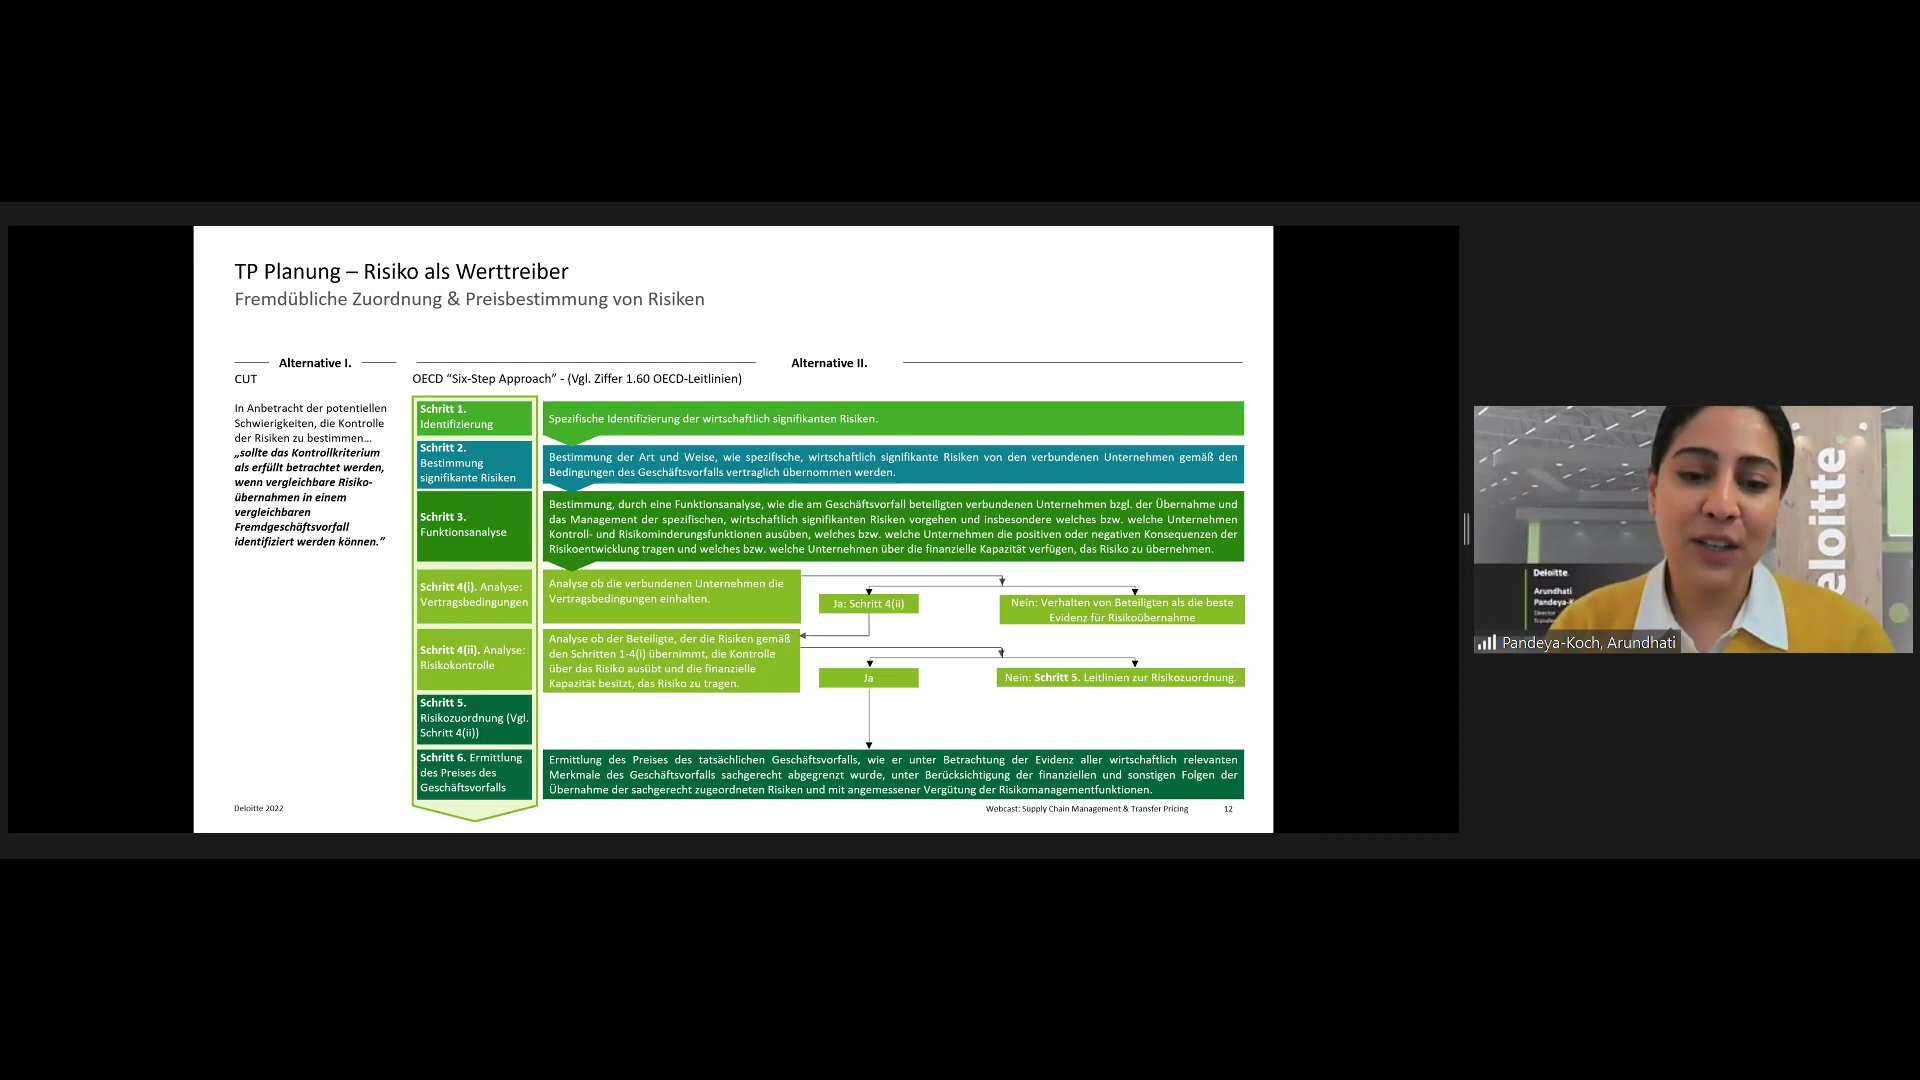 TP Planung – Risiko als Werttreiber
Fremdübliche Zuordnung & Preisbestimmung von Risiken
Alternative I.
CUT
In Anbetracht der potentiellen
Schwierigkeiten, die Kontrolle
der Risiken zu bestimmen…
„sollte das Kontrollkriterium
als erfüllt betrachtet werden,
wenn vergleichbare Risiko-
übernahmen in einem
vergleichbaren
Fremdgeschäftsvorfall
identifiziert werden können.”
Alternative II.
OECD “Six-Step Approach” - (Vgl. Ziffer 1.60 OECD-Leitlinien)
Schritt 1.
Identifizierung
Spezifische Identifizierung der wirtschaftlich signifikanten Risiken.
Schritt 2.
Bestimmung
signifikante Risiken
Bestimmung der Art und Weise, wie spezifische, wirtschaftlich signifikante Risiken von den verbundenen Unternehmen gemäß den
Bedingungen des Geschäftsvorfalls vertraglich übernommen werden.
Schritt 3.
Funktionsanalyse
Bestimmung, durch eine Funktionsanalyse, wie die am Geschäftsvorfall beteiligten verbundenen Unternehmen bzgl. der Übernahme und
das Management der spezifischen, wirtschaftlich signifikanten Risiken vorgehen und insbesondere welches bzw. welche Unternehmen
Kontroll- und Risikominderungsfunktionen ausüben, welches bzw. welche Unternehmen die positiven oder negativen Konsequenzen der
Risikoentwicklung tragen und welches bzw. welche Unternehmen über die finanzielle Kapazität verfügen, das Risiko zu übernehmen.
Schritt 4(i). Analyse:
Vertragsbedingungen
Analyse ob die verbundenen Unternehmen die
Vertragsbedingungen einhalten.
Ja: Schritt 4(ii)
Nein: Verhalten von Beteiligten als die beste
Evidenz für Risikoübernahme
Schritt 4(ii). Analyse:
Risikokontrolle
Analyse ob der Beteiligte, der die Risiken gemäß
den Schritten 1-4(i) übernimmt, die Kontrolle
über das Risiko ausübt und die finanzielle
Kapazität besitzt, das Risiko zu tragen.
Ja
Nein: Schritt 5. Leitlinien zur Risikozuordnung.
Schritt 5.
Risikozuordnung (Vgl.
Schritt 4(ii))
Schritt 6. Ermittlung
des Preises des
Geschäftsvorfalls
Ermittlung des Preises des tatsächlichen Geschäftsvorfalls, wie er unter Betrachtung der Evidenz aller wirtschaftlich relevanten
Merkmale des Geschäftsvorfalls sachgerecht abgegrenzt wurde, unter Berücksichtigung der finanziellen und sonstigen Folgen der
Übernahme der sachgerecht zugeordneten Risiken und mit angemessener Vergütung der Risikomanagementfunktionen.
Deloitte 2022
Webcast: Supply Chain Management & Transfer Pricing
12
eloitte.
Deloitte.
Arundhati
Pandeya-K
Director
Pandeya-Koch, Arundhati